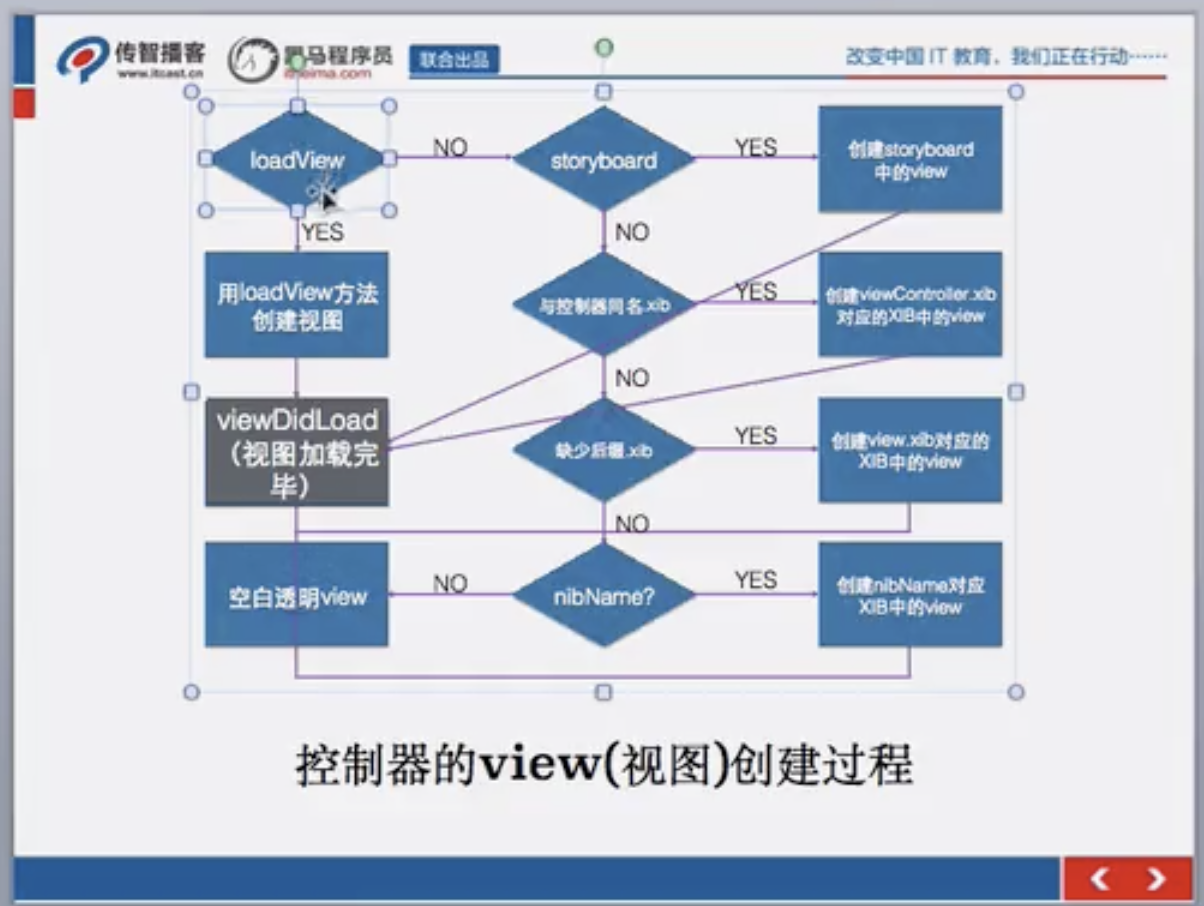 传智播客
www.itcast.cn
黑马程序员
itheima.com
联合出品
改变中国 IT 教育，我们正在行动……
loadView
NO
storyboard
YES
创建storyboard
中的view
YES
NO
用loadView方法
创建视图
与控制器同名.xib
YES
创建viewController.xib
对应的XIB中的view
NO
viewDidLoad
（视图加载完
毕）
缺少后缀.xib
YES
创建view.xib对应的
XIB中的view
NO
空白透明view
NO
nibName?
YES
创建nibName对应
XIB中的view
控制器的view(视图)创建过程